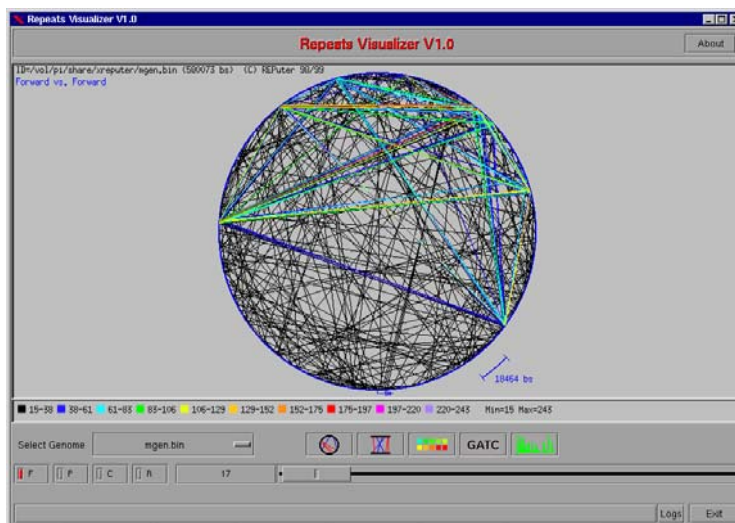 Repeats Visualizer V1.0
Repeats Visualizer V1.0
About
ID=/vol/pi/share/xreputer/mgen.bin (580073 bs) (C) REPuter 98/99
Forward vs. Forward
18464 bs
15-38 38-61 61-83 83-106 106-129 129-152 152-175 175-197 197-220 220-243 Min=15 Max=243
Select Genome mgen.bin GATC
F P C R 17
Logs Exit